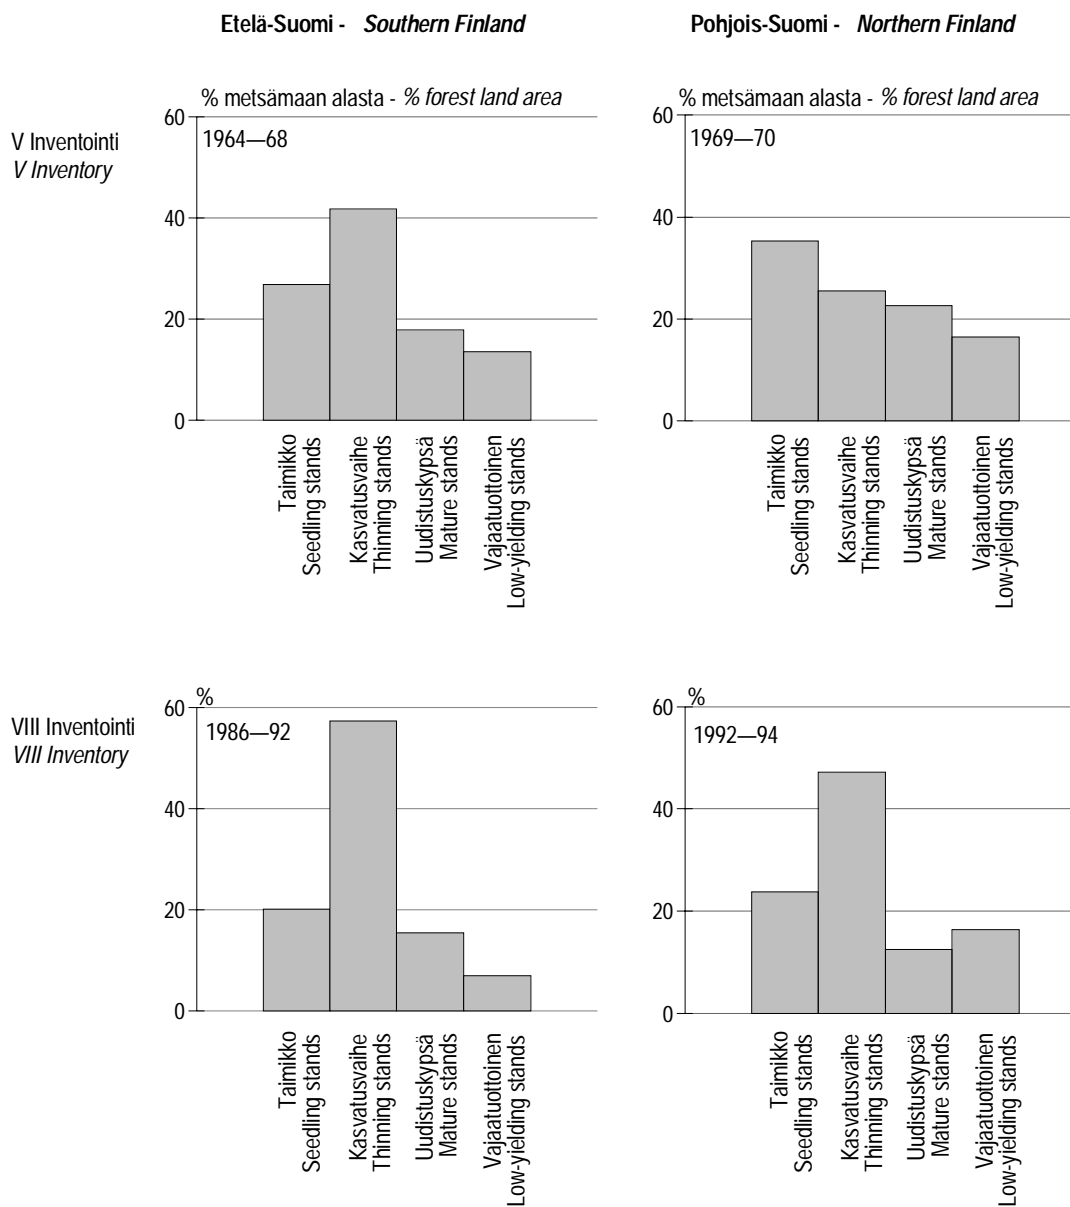 Etelä-Suomi - Southern Finland
Pohjois-Suomi - Northern Finland
V Inventointi
V Inventory
% metsämaan alasta - % forest land area
1964—68
60
40
20
0
Taimikko
Seedling stands
Kasvatusvaihe
Thinning stands
Uudistuskypsä
Mature stands
Vajaatuottoinen
Low-yielding stands
% metsämaan alasta - % forest land area
1969—70
60
40
20
0
Taimikko
Seedling stands
Kasvatusvaihe
Thinning stands
Uudistuskypsä
Mature stands
Vajaatuottoinen
Low-yielding stands
VIII Inventointi
VIII Inventory
%
1986—92
60
40
20
0
Taimikko
Seedling stands
Kasvatusvaihe
Thinning stands
Uudistuskypsä
Mature stands
Vajaatuottoinen
Low-yielding stands
%
1992—94
60
40
20
0
Taimikko
Seedling stands
Kasvatusvaihe
Thinning stands
Uudistuskypsä
Mature stands
Vajaatuottoinen
Low-yielding stands